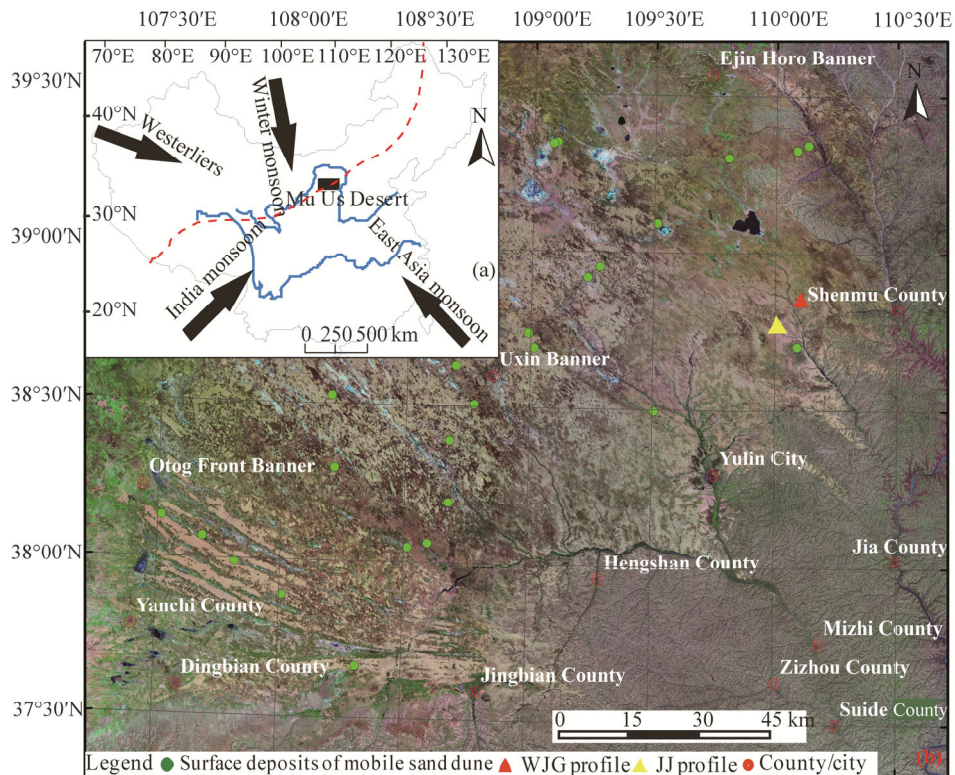 107°30′E 108°00′E 108°30′E 109°00′E 109°30′E 110°00′E 110°30′E
70°E 80°E 90°E 100°E 110°E 120°E 130°E
39°30′N
40°N
30°N
39°00′N
20°N
38°30′N
38°00′N
37°30′N
Westerliers
Winter monsoon
N
Mu Us Desert
India monsoom
East Asia monsoon
(a)
0 250 500 km
Ejin Horo Banner
N
Shenmu County
Uxin Banner
Yulin City
Otog Front Banner
Jia County
Hengshan County
Yanchi County
Mizhi County
Dingbian County
Zizhou County
Jingbian County
Suide County
0 15 30 45 km
(b)
Legend Surface deposits of mobile sand dune WJG profile JJ profile County/city